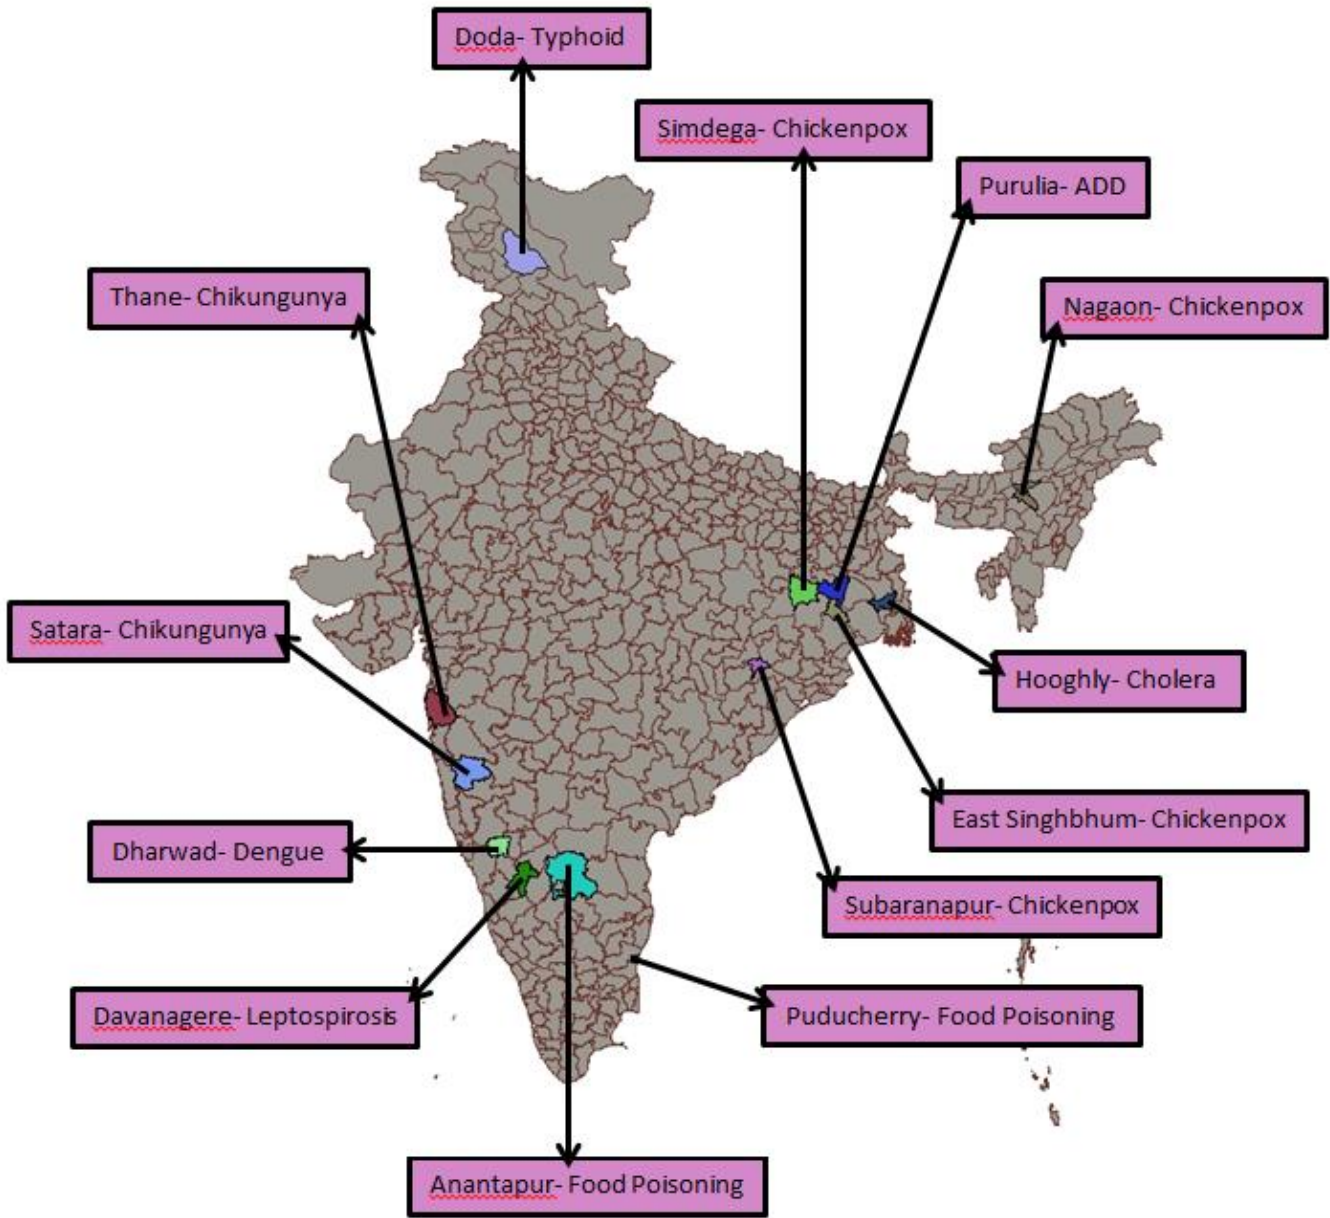 Doda- Typhoid
Simdega- Chickenpox
Purulia- ADD
Thane- Chikungunya
Nagaon- Chickenpox
Satara- Chikungunya
Hooghly- Cholera
East Singhbhum- Chickenpox
Dharwad- Dengue
Subaranapur- Chickenpox
Davanagere- Leptospirosis
Puducherry- Food Poisoning
Anantapur- Food Poisoning